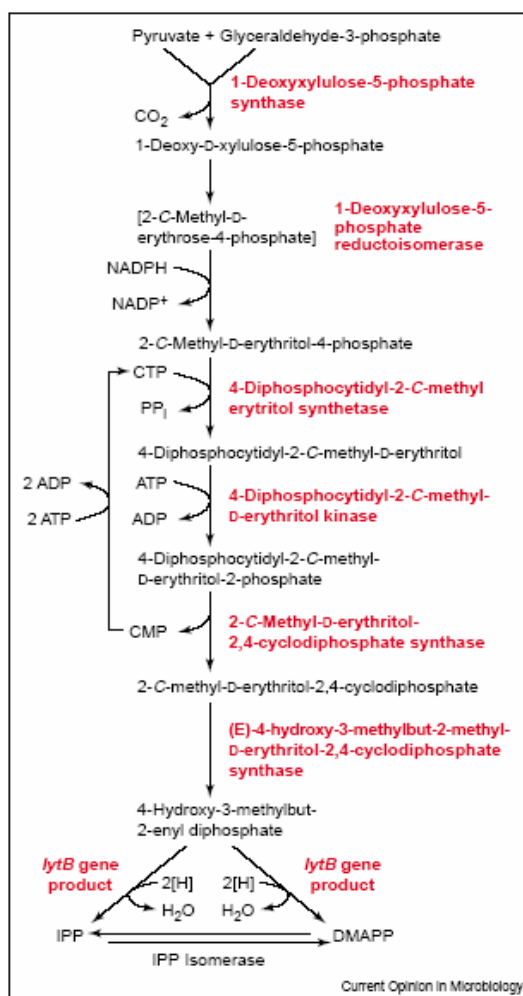 Pyruvate + Glyceraldehyde-3-phosphate
1-Deoxyxylulose-5-phosphate
synthase
CO2
1-Deoxy-D-xylulose-5-phosphate
[2-C-Methyl-D-
erythrose-4-phosphate]
1-Deoxyxylulose-5-
phosphate
reductoisomerase
NADPH
NADP+
2-C-Methyl-D-erythritol-4-phosphate
CTP
PPi
4-Diphosphocytidyl-2-C-methyl
erytritol synthetase
4-Diphosphocytidyl-2-C-methyl-D-erythritol
2 ADP
2 ATP
ATP
ADP
4-Diphosphocytidyl-2-C-methyl-
D-erythritol kinase
4-Diphosphocytidyl-2-C-methyl-
D-erythritol-2-phosphate
CMP
2-C-Methyl-D-erythritol-
2,4-cyclodiphosphate synthase
2-C-methyl-D-erythritol-2,4-cyclodiphosphate
(E)-4-hydroxy-3-methylbut-2-methyl-
D-erythritol-2,4-cyclodiphosphate
synthase
4-Hydroxy-3-methylbut-
2-enyl diphosphate
lytB gene
product
2[H]
H2O
2[H]
H2O
lytB gene
product
IPP
DMAPP
IPP Isomerase
Current Opinion in Microbiology